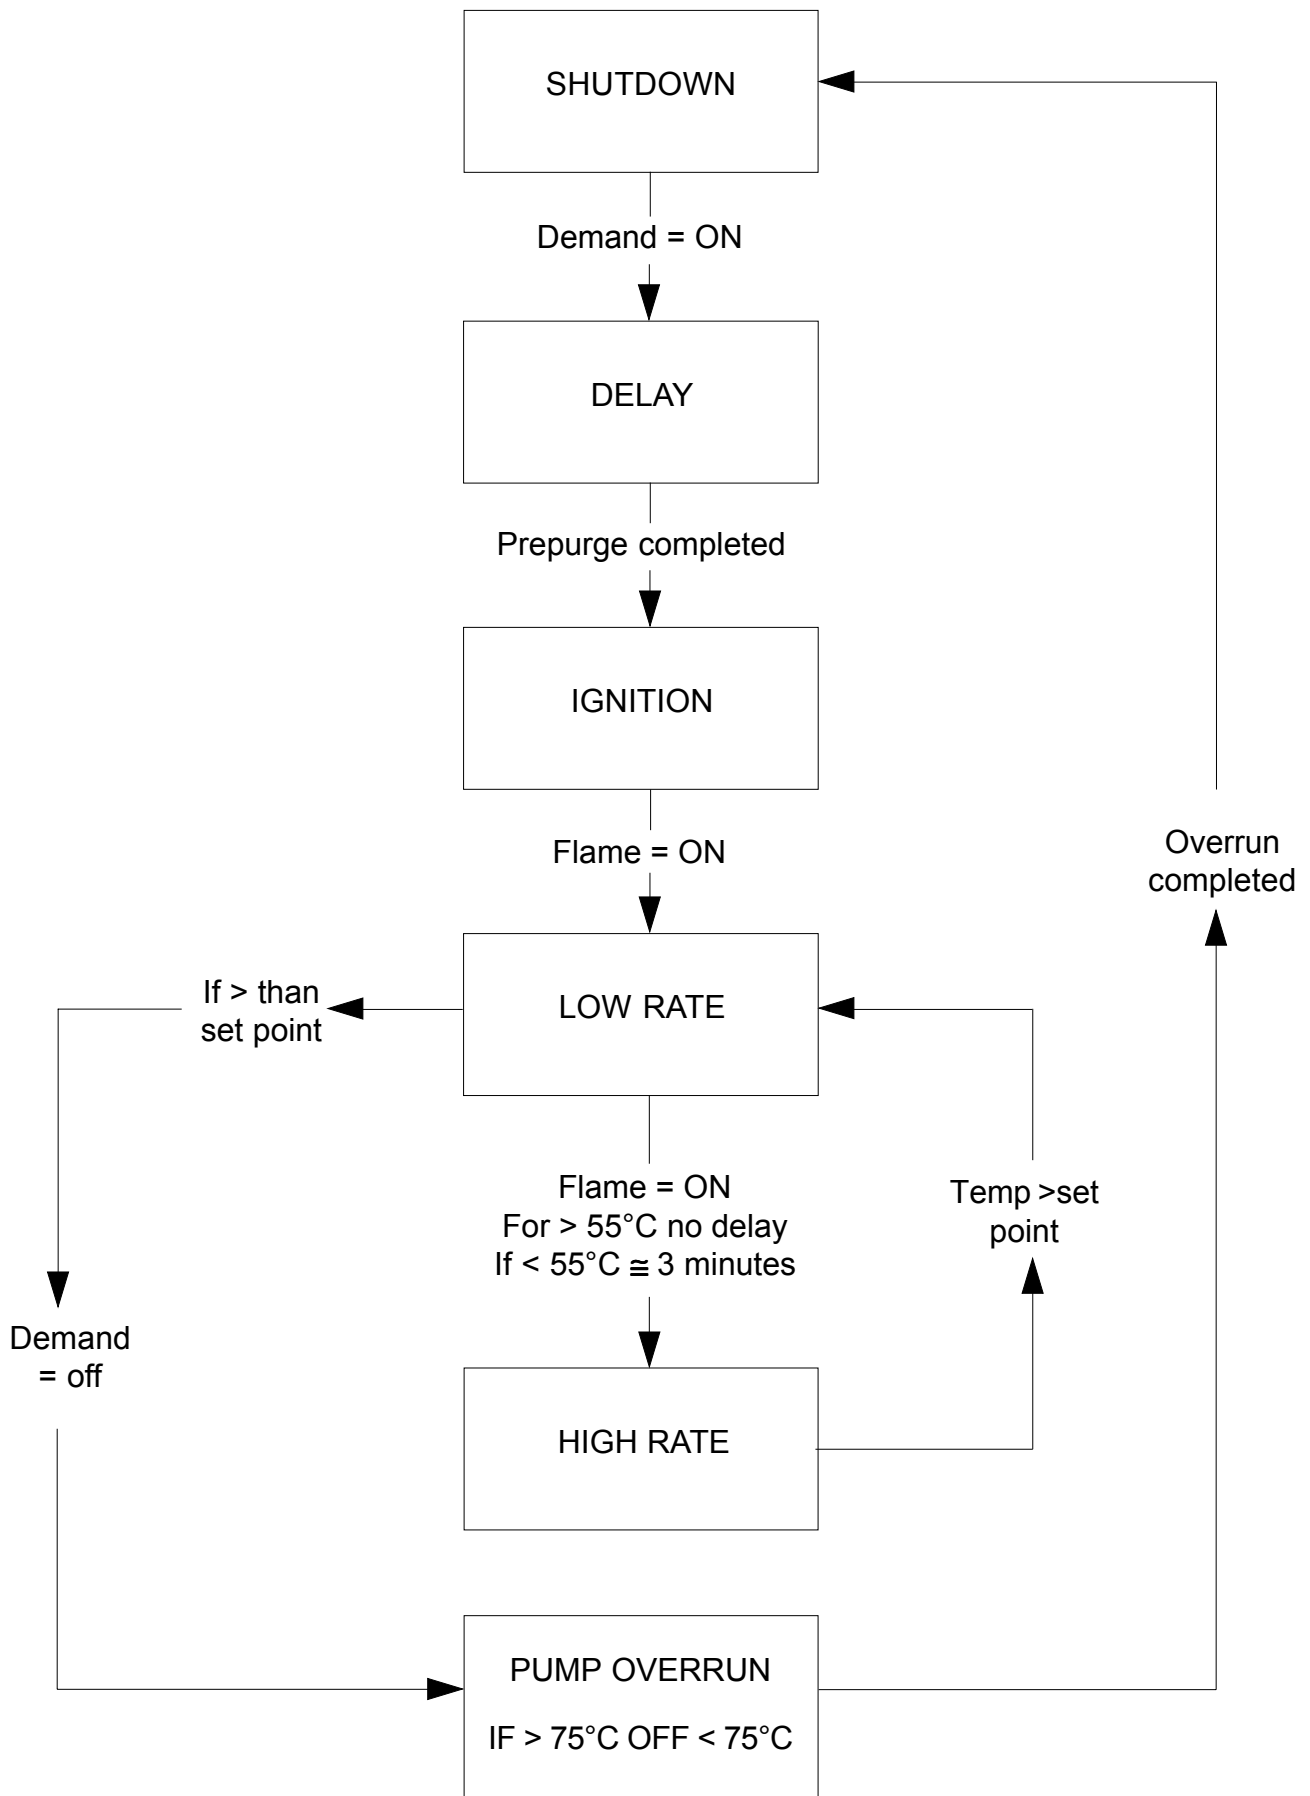 SHUTDOWN
Demand = ON
DELAY
Prepurge completed
IGNITION
Flame = ON
Overrun
completed
If > than
set point
LOW RATE
Flame = ON
For > 55°C no delay
If < 55°C ≅ 3 minutes
Temp >set
point
Demand
= off
HIGH RATE
PUMP OVERRUN
IF > 75°C OFF < 75°C